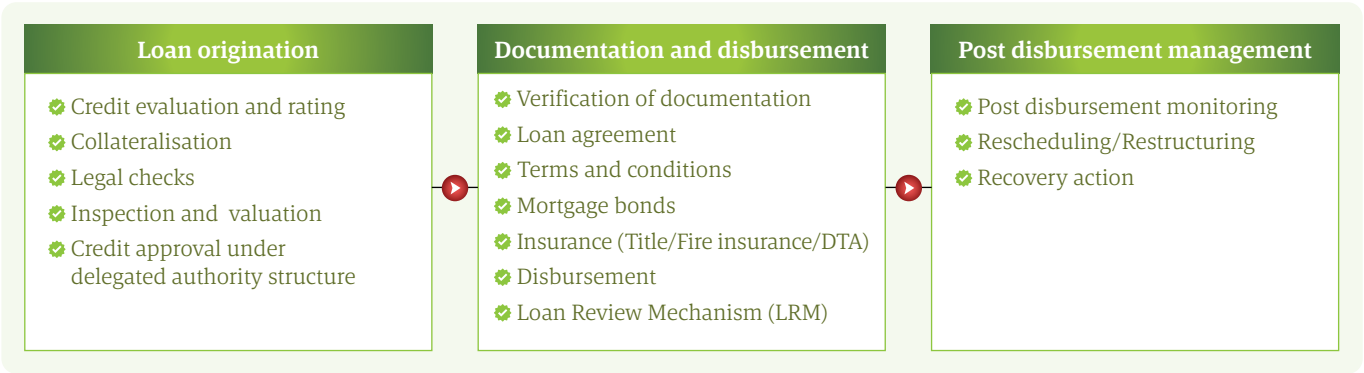 Loan origination
Credit evaluation and rating
Collateralisation
Legal checks
Inspection and valuation
Credit approval under
delegated authority structure
Documentation and disbursement
Verification of documentation
Loan agreement
Terms and conditions
Mortgage bonds
Insurance (Title/Fire insurance/DTA)
Disbursement
Loan Review Mechanism (LRM)
Post disbursement management
Post disbursement monitoring
Rescheduling/Restructuring
Recovery action